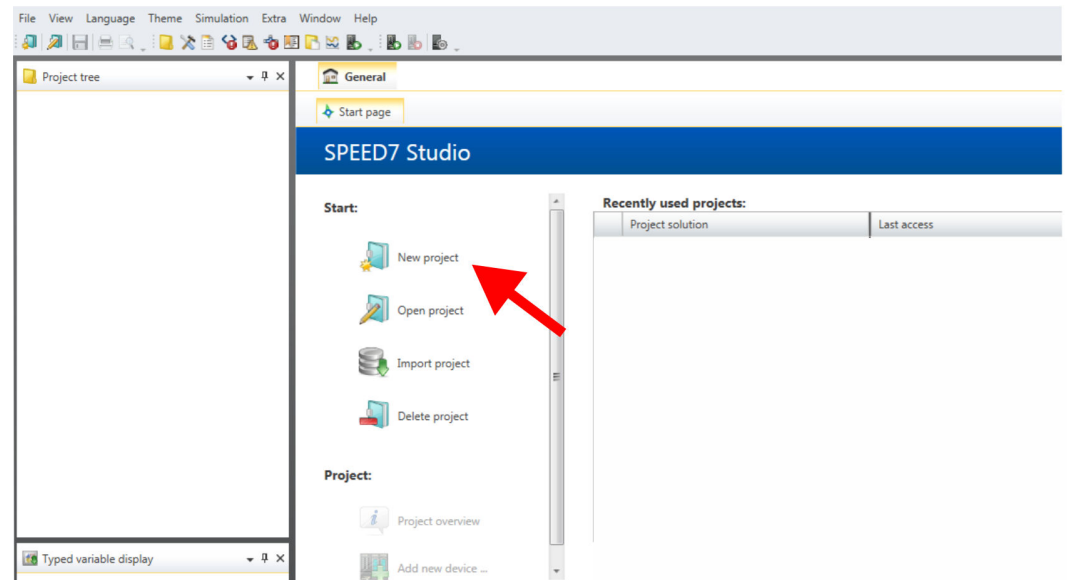 File View Language Theme Simulation Extra Window Help
Project tree
General
Start page
SPEED7 Studio
Start:
Recently used projects:
Project solution Last access
New project
Open project
Import project
Delete project
Project:
Project overview
Typed variable display
Add new device ...